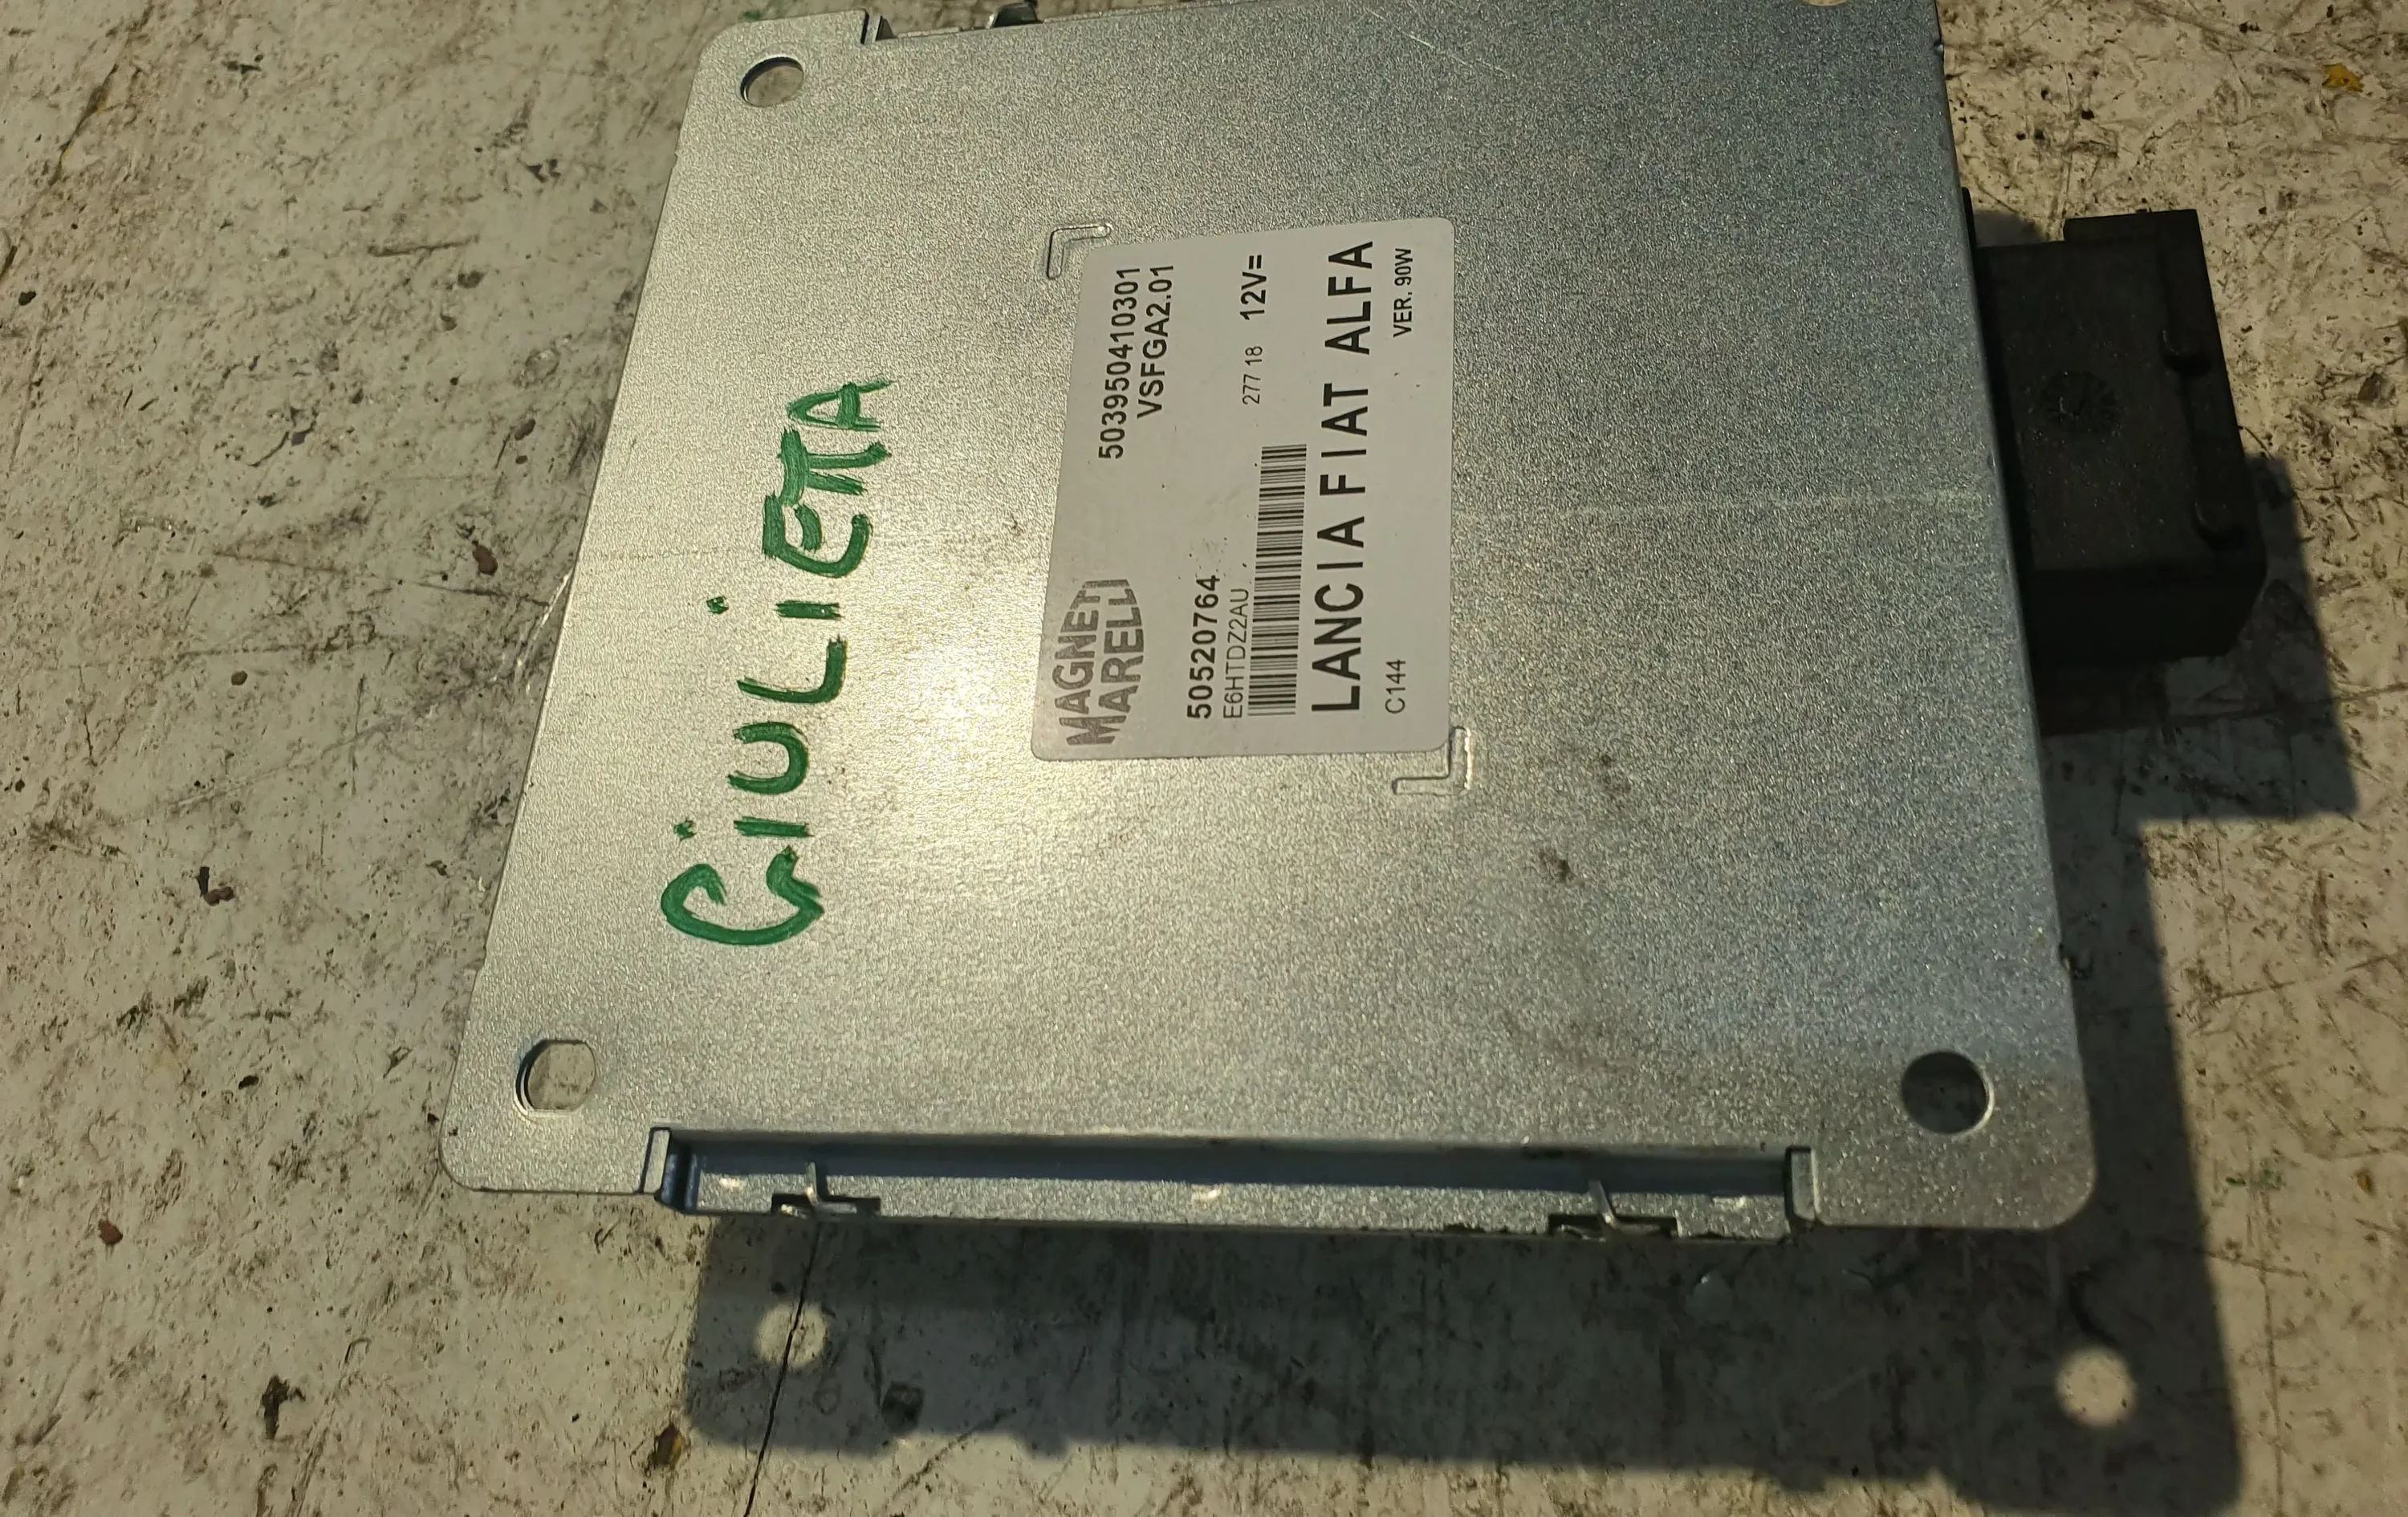 GiULiETTA
MAGNETI
MARELLI
503950410301
VSFGA2.01
50520764
E6HTDZ2AU
277 18 12V=
LANCIA FIAT ALFA
C144 VER. 90W